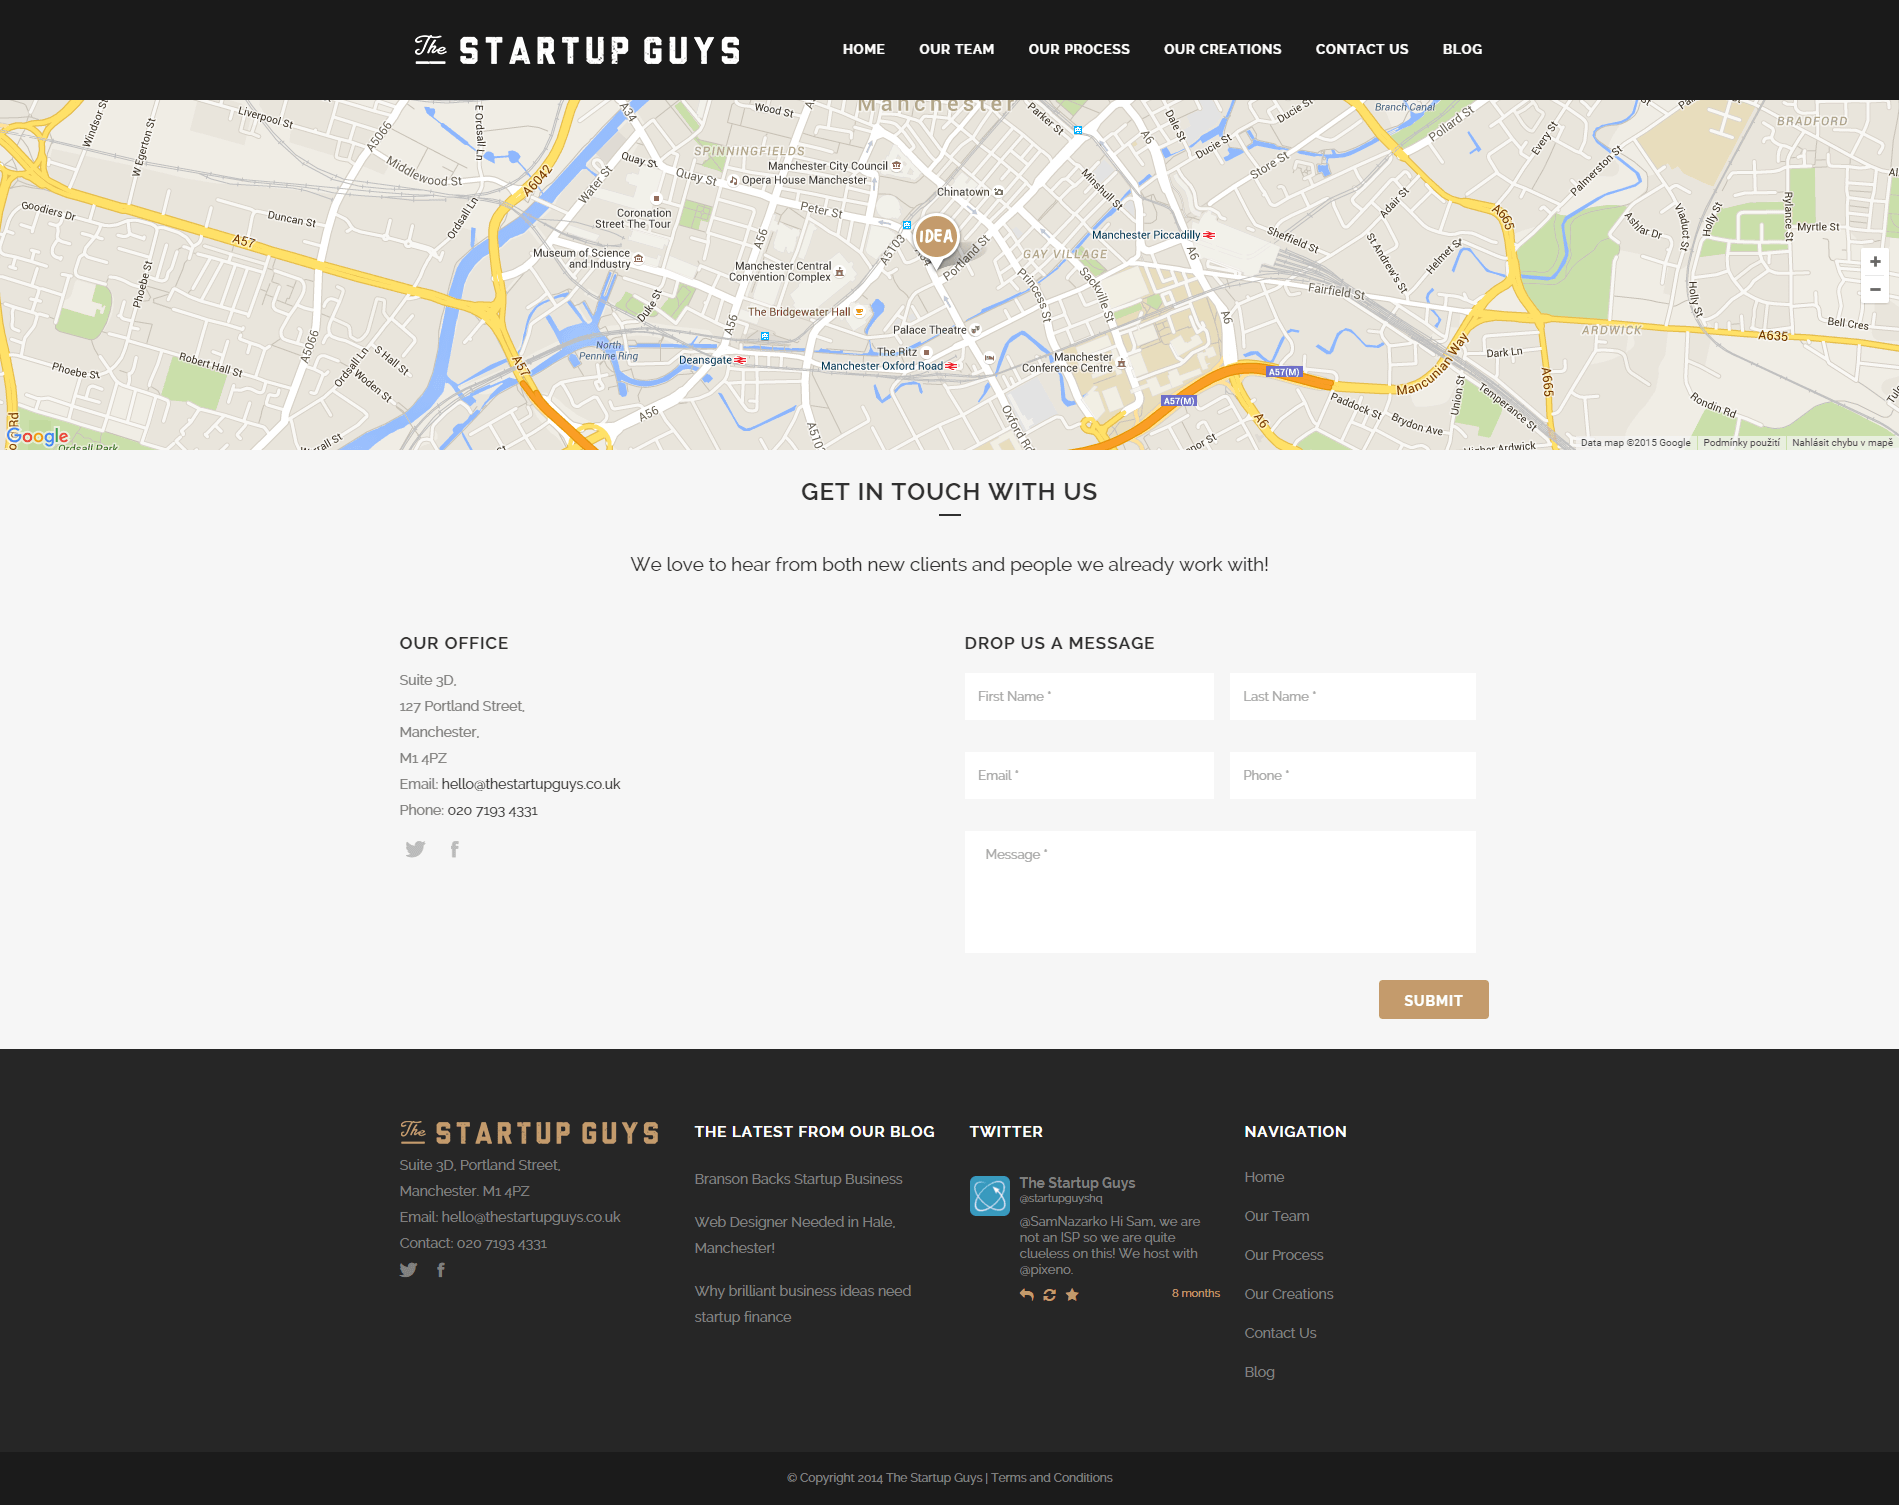 The STARTUP GUYS
HOME OUR TEAM OUR PROCESS OUR CREATIONS CONTACT US BLOG
Manchester
Windsor St
Liverpool St
W Egerton St
A5066
E Ordsall Ln
Middlewood St
A6042
A34
Water St
Quay St
Quay St
Wood St
SPINNINGFIELDS
Manchester City Council
Opera House Manchester
Parker St
Dale St
Ducie St
Ducie St
Store St
Branch Canal
Pollard St
Every St
Palmerston St
BRADFORD
Goodiers Dr
Duncan St
Ordsall Ln
A57
Coronation
Street The Tour
Peter St
Chinatown
Minshull St
Adair St
A665
Ashlar Dr
Viaduct St
Holly St
Rylance St
Myrtle St
Phoebe St
Museum of Science
and Industry
A56
Manchester Central
Convention Complex
A5103
IDEA
Portland St
GAY VILLAGE
Manchester Piccadilly
A6
Sheffield St
St Andrew's St
Helmet St
Duke St
The Bridgewater Hall
Princess St
Sackville St
Fairfield St
Holly St
A5066
A56
Palace Theatre
A6
ARDWICK
Bell Cres
A635
Robert Hall St
Phoebe St
Ordsall Ln
S Hall St
Woden St
A57
North
Pennine Ring
Deansgate
The Ritz
Manchester Oxford Road
Manchester
Conference Centre
A57(M)
A57(M)
Mancunian Way
Dark Ln
Union St
A665
Temperance St
Rondin Rd
A56
Oxford Rd
A6
Paddock St
Brydon Ave
Higher Ardwick
Google
Ordsall Park
Data map ©2015 Google Podmínky použití Nahlásit chybu v mapě
GET IN TOUCH WITH US
We love to hear from both new clients and people we already work with!
OUR OFFICE
Suite 3D,
127 Portland Street,
Manchester,
M1 4PZ
Email: hello@thestartupguys.co.uk
Phone: 020 7193 4331
DROP US A MESSAGE
First Name * Last Name *
Email * Phone *
Message *
SUBMIT
The STARTUP GUYS
Suite 3D, Portland Street,
Manchester. M1 4PZ
Email: hello@thestartupguys.co.uk
Contact: 020 7193 4331
THE LATEST FROM OUR BLOG
Branson Backs Startup Business
Web Designer Needed in Hale,
Manchester!
Why brilliant business ideas need
startup finance
TWITTER
The Startup Guys
@startupguyshq
@SamNazarko Hi Sam, we are
not an ISP so we are quite
clueless on this! We host with
@pixeno.
8 months
NAVIGATION
Home
Our Team
Our Process
Our Creations
Contact Us
Blog
© Copyright 2014 The Startup Guys | Terms and Conditions